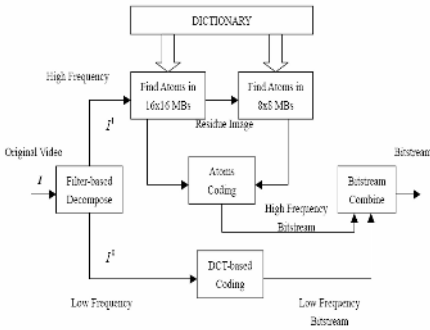 DICTIONARY
High Frequency
Find Atoms in
16x16 MBs
Find Atoms in
8x8 MBs
I¹
Residue Image
Original Video
I
Filter-based
Decompose
Atoms
Coding
Bitstream
Bitstream
Combine
High Frequency
Bitstream
DCT-based
Coding
Low Frequency
Low Frequency
Bitstream